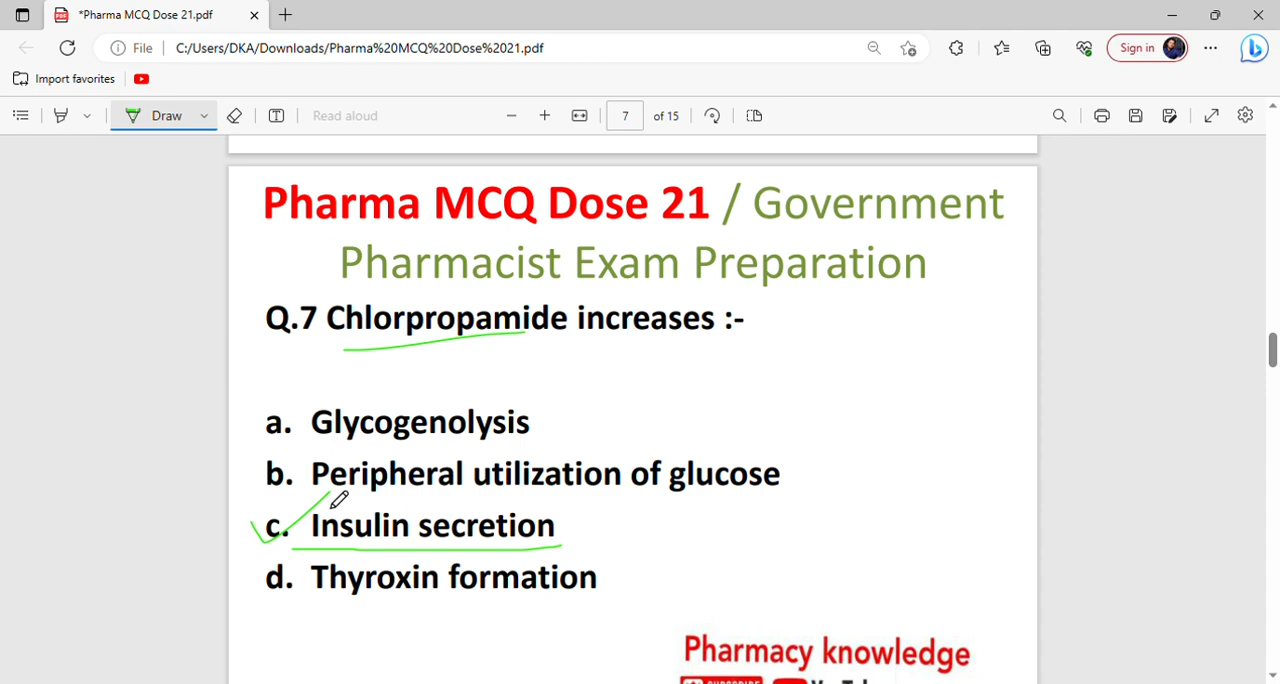 *Pharma MCQ Dose 21.pdf
File C:/Users/DKA/Downloads/Pharma%20MCQ%20Dose%2021.pdf Sign in
Import favorites
Draw Read aloud 7 of 15
Pharma MCQ Dose 21 / Government
Pharmacist Exam Preparation
Q.7 Chlorpropamide increases :-
a. Glycogenolysis
b. Peripheral utilization of glucose
c. Insulin secretion
d. Thyroxin formation
Pharmacy knowledge